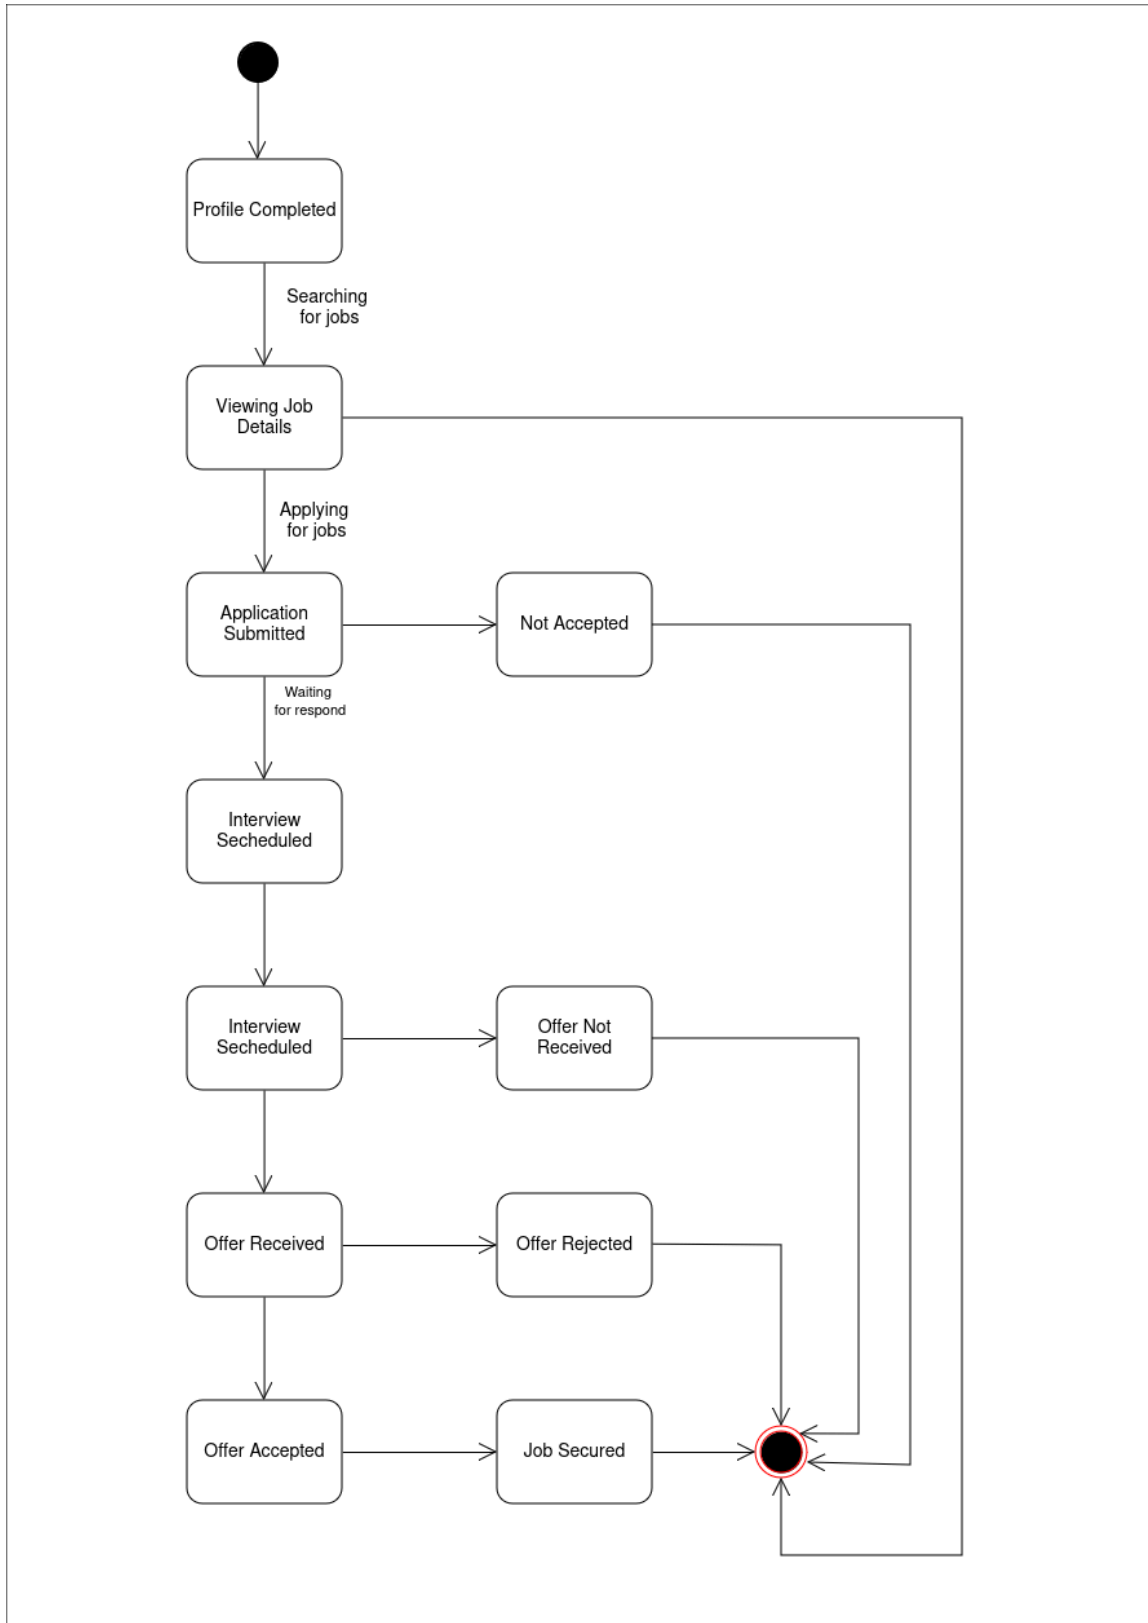 Profile Completed
Searching
for jobs
Viewing Job
Details
Applying
for jobs
Application
Submitted
Not Accepted
Waiting
for respond
Interview
Secheduled
Interview
Secheduled
Offer Not
Received
Offer Received
Offer Rejected
Offer Accepted
Job Secured